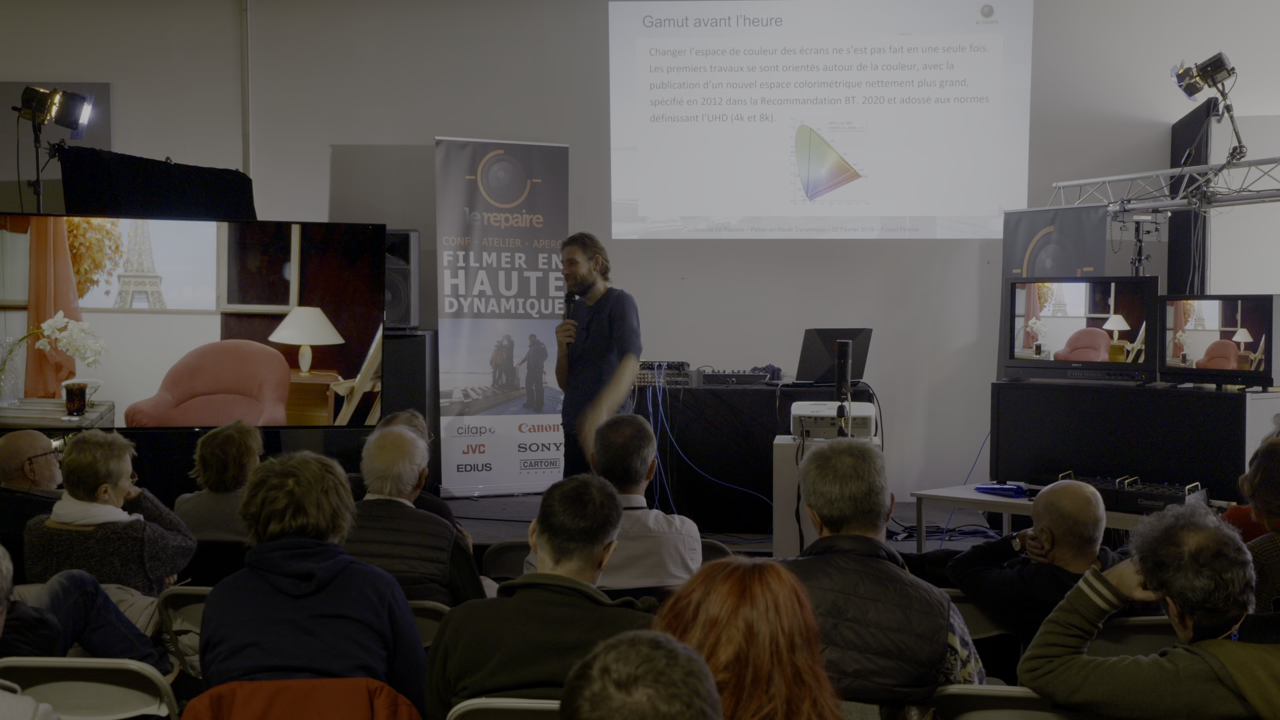 Gamut avant l'heure
Changer l'espace de couleur des écrans ne s'est pas fait en une seule fois.
Les premiers travaux se sont orientés autour de la couleur, avec la
publication d'un nouvel espace colorimétrique nettement plus grand,
spécifié en 2012 dans la Recommandation BT. 2020 et adossé aux normes
définissant l'UHD (4k et 8k).
le repaire
CONF - ATELIER - APERO
FILMER EN
HAUTE
DYNAMIQUE
cifap
Canon
JVC
SONY
EDIUS
CARTONI
FRANCE